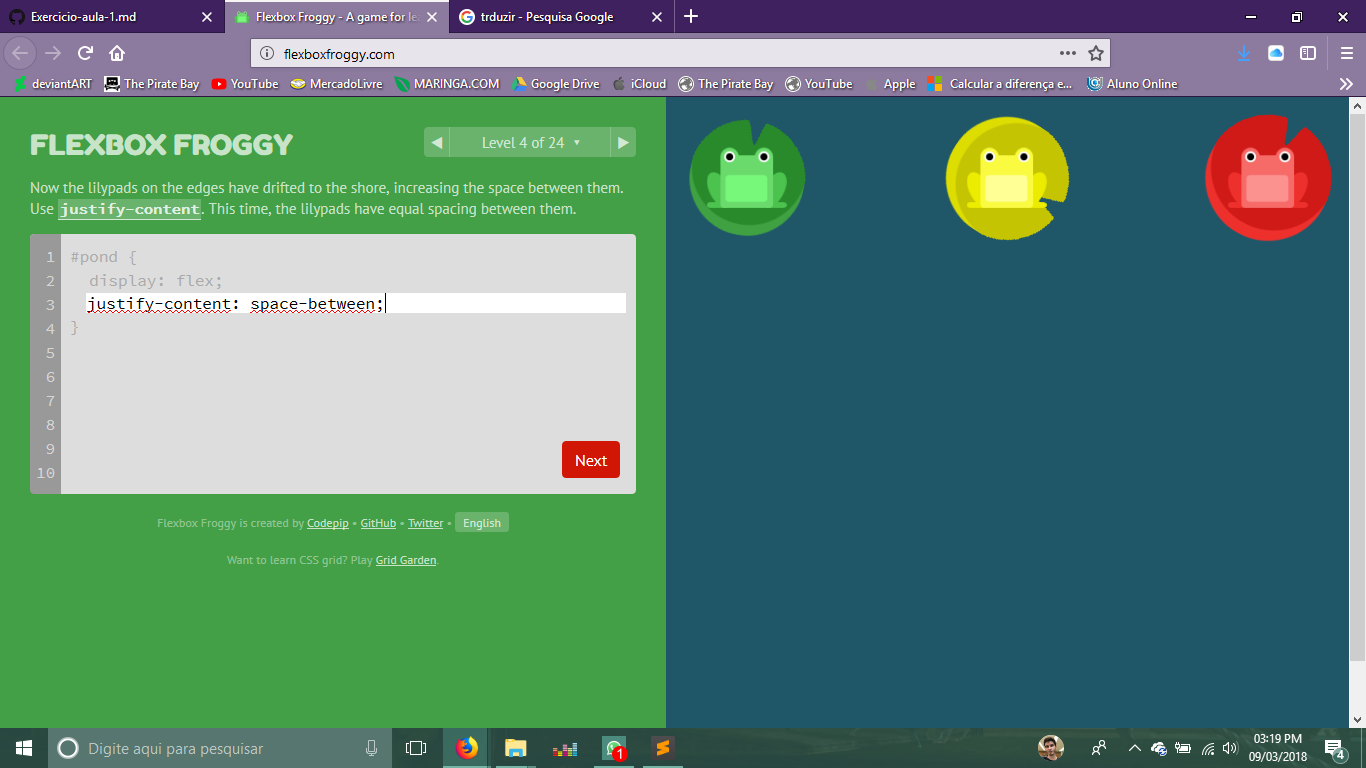 Exercicio-aula-1.md
Flexbox Froggy - A game for le
trduzir - Pesquisa Google
flexboxfroggy.com
deviantART The Pirate Bay YouTube MercadoLivre MARINGA.COM Google Drive iCloud The Pirate Bay YouTube Apple Calcular a diferença e... Aluno Online
FLEXBOX FROGGY
Level 4 of 24
Now the lilypads on the edges have drifted to the shore, increasing the space between them.
Use justify-content. This time, the lilypads have equal spacing between them.
1 #pond {
2 display: flex;
3 justify-content: space-between;
4 }
5
6
7
8
9
10
Next
Flexbox Froggy is created by Codepip • GitHub • Twitter • English
Want to learn CSS grid? Play Grid Garden.
Digite aqui para pesquisar
1
03:19 PM
09/03/2018
4